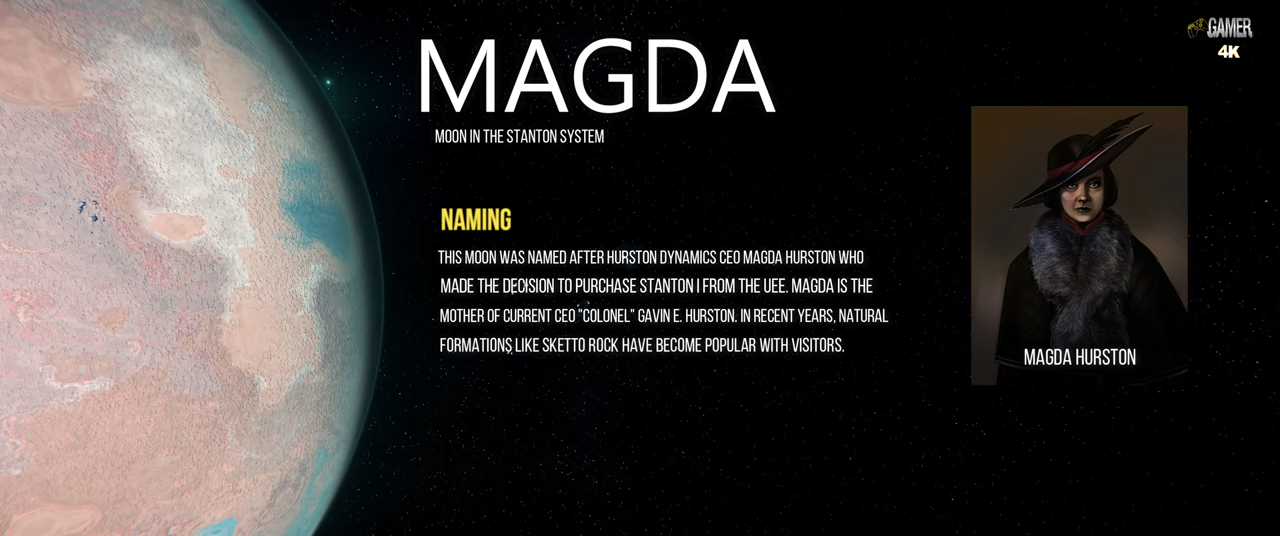 GAMER
4K
MAGDA
MOON IN THE STANTON SYSTEM
NAMING
THIS MOON WAS NAMED AFTER HURSTON DYNAMICS CEO MAGDA HURSTON WHO
MADE THE DECISION TO PURCHASE STANTON I FROM THE UEE. MAGDA IS THE
MOTHER OF CURRENT CEO "COLONEL" GAVIN E. HURSTON. IN RECENT YEARS, NATURAL
FORMATIONS LIKE SKETTO ROCK HAVE BECOME POPULAR WITH VISITORS.
MAGDA HURSTON